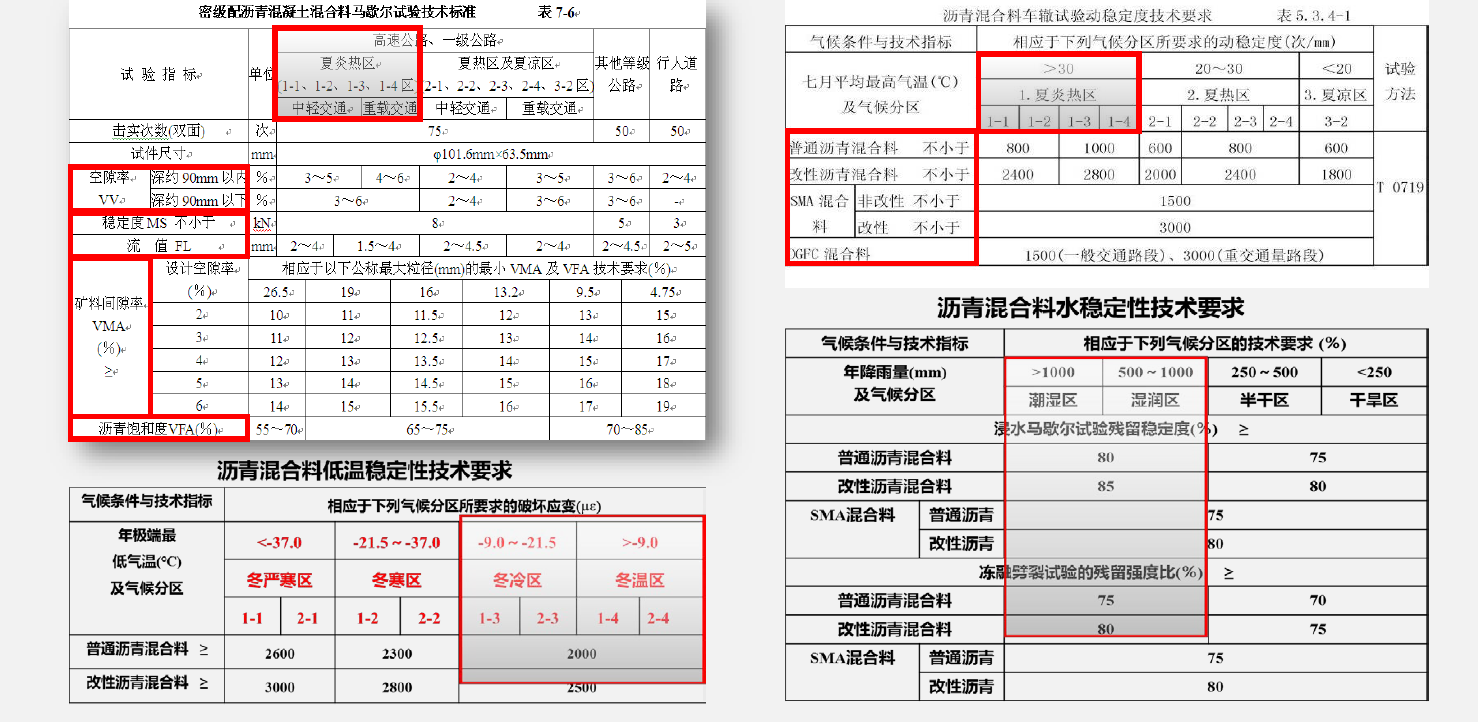 密级配沥青混凝土混合料马歇尔试验技术标准 表 7-6
试 验 指 标 单位 高速公路、一级公路 其他等级公路 行人道路
夏炎热区(1-1、1-2、1-3、1-4 区) 夏热区及夏凉区(2-1、2-2、2-3、2-4、3-2 区)
中轻交通 重载交通 中轻交通 重载交通
击实次数(双面) 次 75 50 50
试件尺寸 mm φ101.6mm×63.5mm
空隙率VV 深约 90mm 以内 % 3～5 4～6 2～4 3～5 3～6 2～4
深约 90mm 以下 % 3～6 2～4 3～6 3～6 -
稳定度 MS 不小于 kN 8 5 3
流 值 FL mm 2～4 1.5～4 2～4.5 2～4 2～4.5 2～5
矿料间隙率VMA(%)≥ 设计空隙率(%) 相应于以下公称最大粒径(mm)的最小 VMA 及 VFA 技术要求(%)
26.5 19 16 13.2 9.5 4.75
2 10 11 11.5 12 13 15
3 11 12 12.5 13 14 16
4 12 13 13.5 14 15 17
5 13 14 14.5 15 16 18
6 14 15 15.5 16 17 19
沥青饱和度VFA(%) 55～70 65～75 70～85
沥青混合料低温稳定性技术要求
气候条件与技术指标 相应于下列气候分区所要求的破坏应变(με)
年极端最低气温(℃)及气候分区 <-37.0 -21.5～-37.0 -9.0～-21.5 >-9.0
冬严寒区 冬寒区 冬冷区 冬温区
1-1 2-1 1-2 2-2 1-3 2-3 1-4 2-4
普通沥青混合料 ≥ 2600 2300 2000
改性沥青混合料 ≥ 3000 2800 2500
沥青混合料车辙试验动稳定度技术要求 表5.3.4-1
气候条件与技术指标 相应于下列气候分区所要求的动稳定度(次/mm) 试验方法
七月平均最高气温(℃)及气候分区 ＞30 20～30 ＜20
1.夏炎热区 2.夏热区 3.夏凉区
1-1 1-2 1-3 1-4 2-1 2-2 2-3 2-4 3-2
普通沥青混合料 不小于 800 1000 600 800 600 T 0719
改性沥青混合料 不小于 2400 2800 2000 2400 1800
SMA 混合料 非改性 不小于 1500
改性 不小于 3000
OGFC 混合料 1500(一般交通路段)、3000(重交通量路段)
沥青混合料水稳定性技术要求
气候条件与技术指标 相应于下列气候分区的技术要求 (%)
年降雨量(mm)及气候分区 >1000 500～1000 250～500 <250
潮湿区 湿润区 半干区 干旱区
浸水马歇尔试验残留稳定度(%) ≥
普通沥青混合料 80 75
改性沥青混合料 85 80
SMA混合料 普通沥青 75
改性沥青 80
冻融劈裂试验的残留强度比(%) ≥
普通沥青混合料 75 70
改性沥青混合料 80 75
SMA混合料 普通沥青 75
改性沥青 80